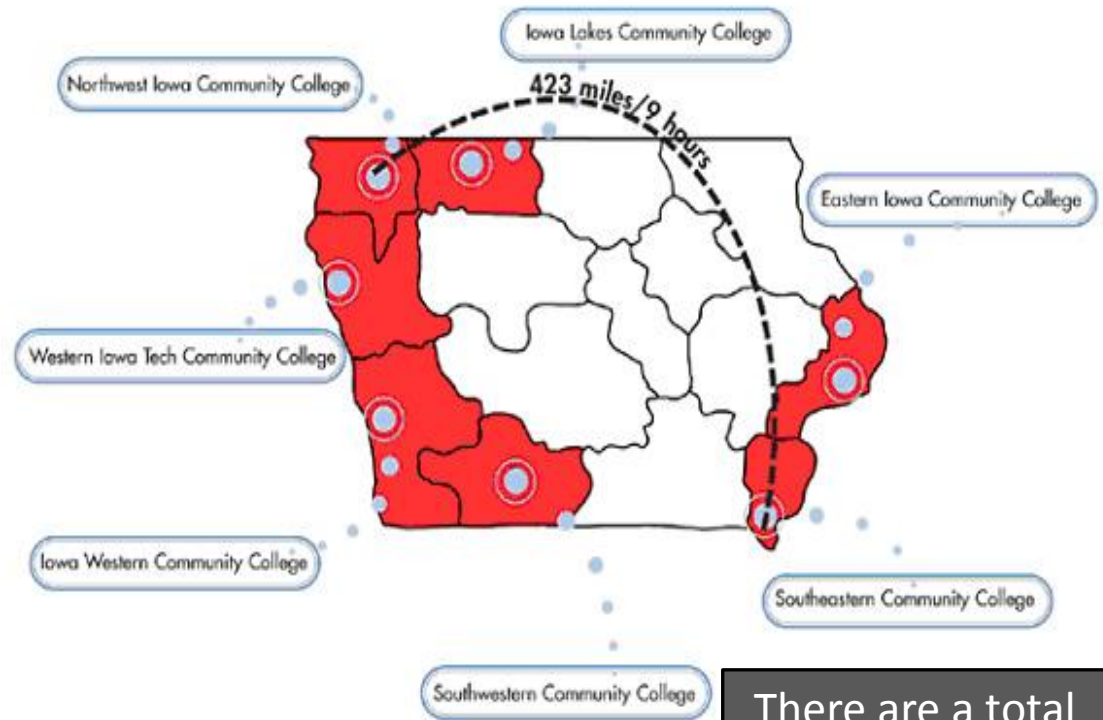 Iowa Lakes Community College
Northwest Iowa Community College
423 miles/9 hours
Eastern Iowa Community College
Western Iowa Tech Community College
Iowa Western Community College
Southeastern Community College
Southwestern Community College
There are a total